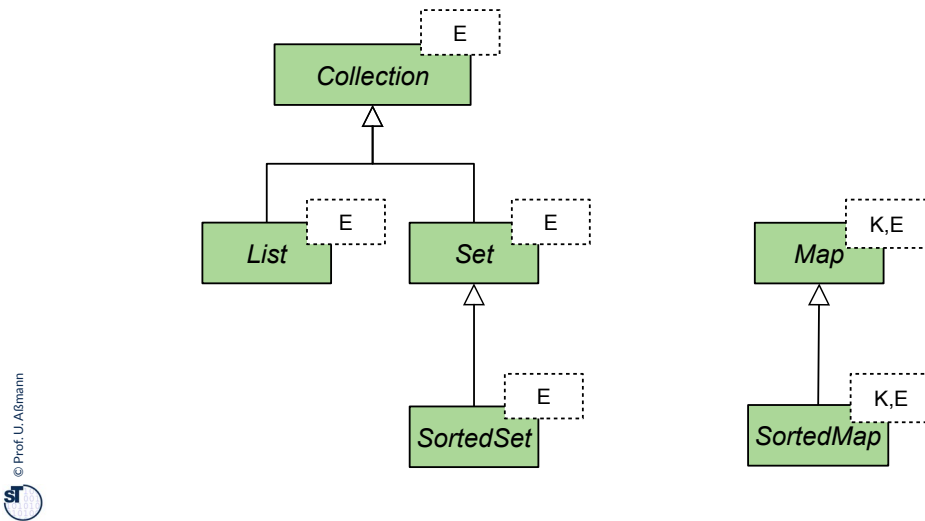 E
Collection
E
List
E
Set
K,E
Map
E
SortedSet
K,E
SortedMap
© Prof. U. Aßmann
ST